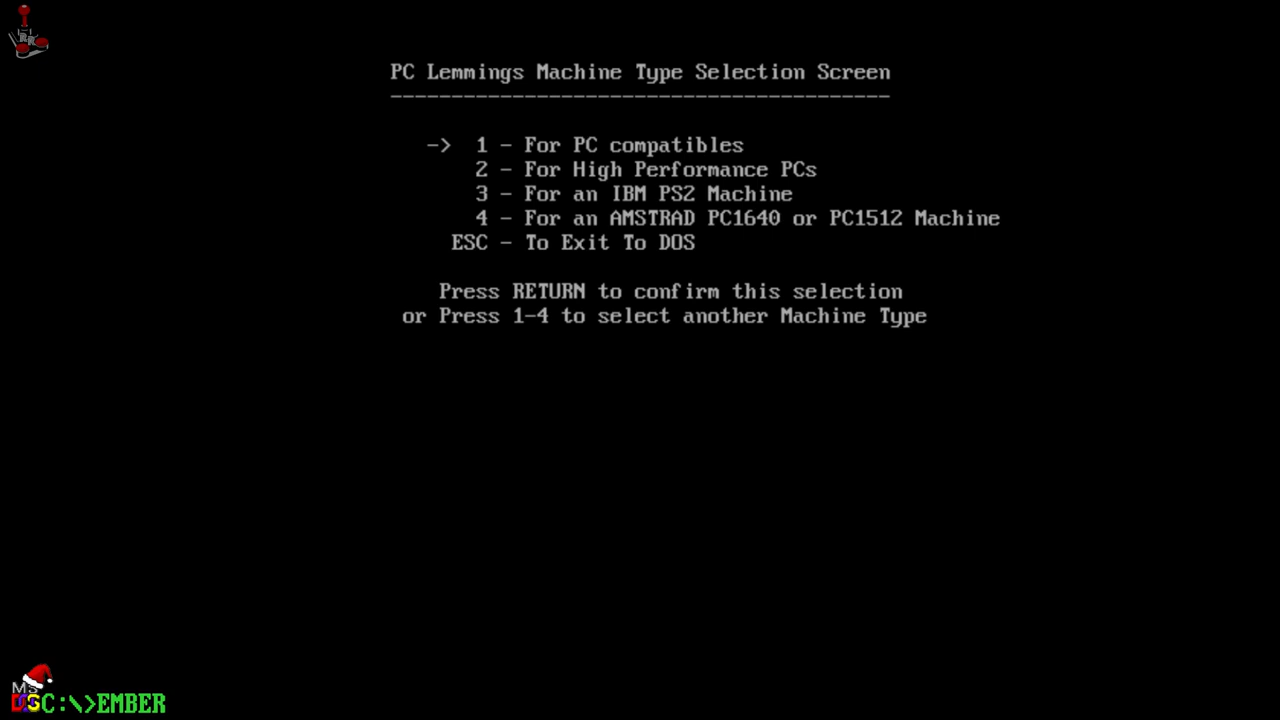 PC Lemmings Machine Type Selection Screen
-----------------------------------------
-> 1 - For PC compatibles
2 - For High Performance PCs
3 - For an IBM PS2 Machine
4 - For an AMSTRAD PC1640 or PC1512 Machine
ESC - To Exit To DOS
Press RETURN to confirm this selection
or Press 1-4 to select another Machine Type
MS
DOSC:\>EMBER